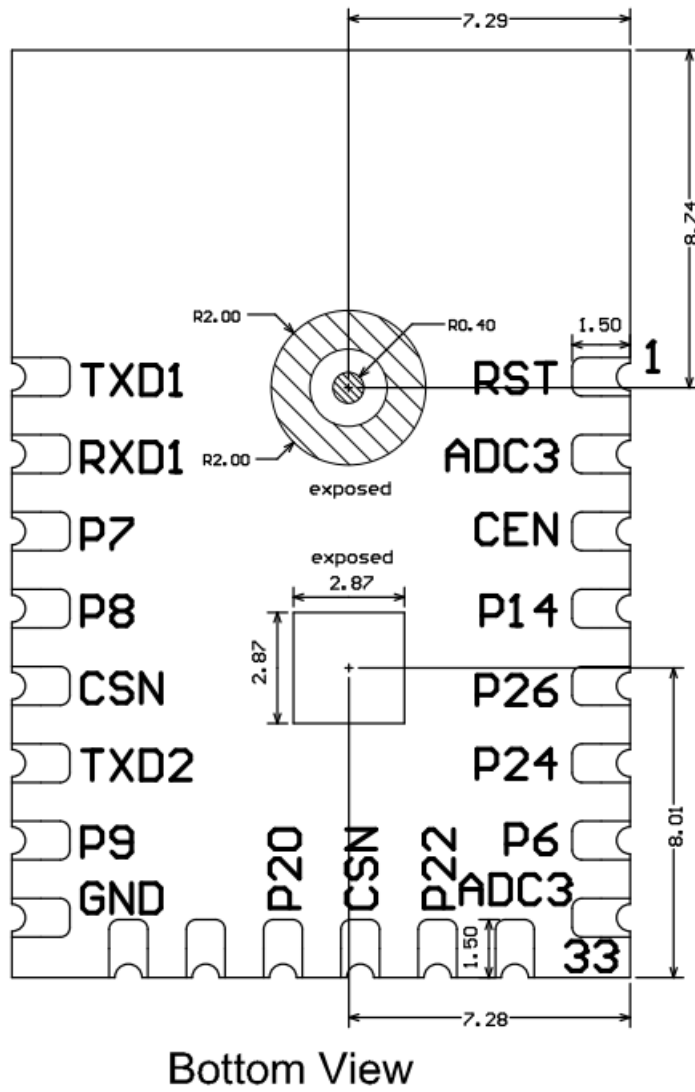 7.29
8.74
R2.00
R0.40
1.50
1
TXD1
RST
RXD1
R2.00
ADC3
exposed
P7
CEN
exposed
2.87
P8
P14
2.87
CSN
P26
TXD2
P24
8.01
P9
P20
CSN
P22
P6
GND
ADC3
1.50
33
7.28
Bottom View